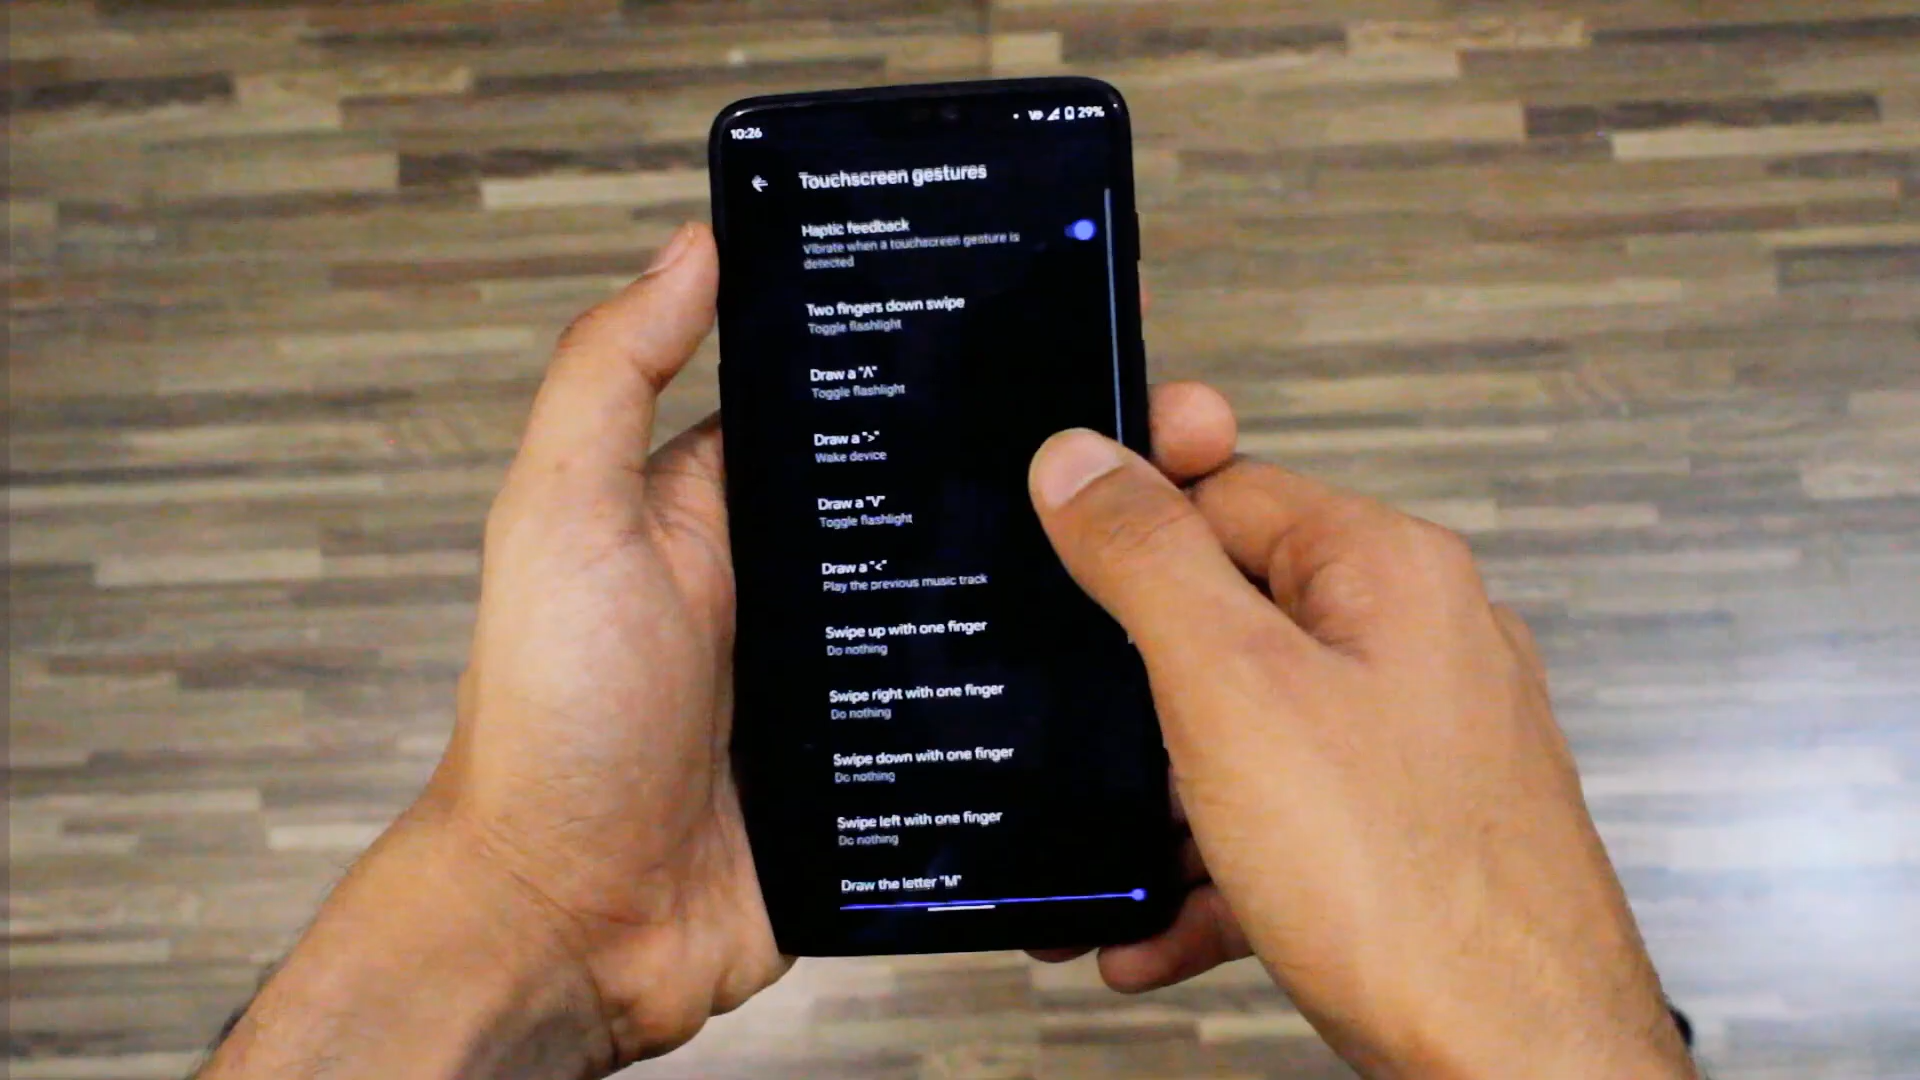 10:26
29%
Touchscreen gestures
Haptic feedback
Vibrate when a touchscreen gesture is
detected
Two fingers down swipe
Toggle flashlight
Draw a "Λ"
Toggle flashlight
Draw a ">"
Wake device
Draw a "V"
Toggle flashlight
Draw a "<"
Play the previous music track
Swipe up with one finger
Do nothing
Swipe right with one finger
Do nothing
Swipe down with one finger
Do nothing
Swipe left with one finger
Do nothing
Draw the letter "M"